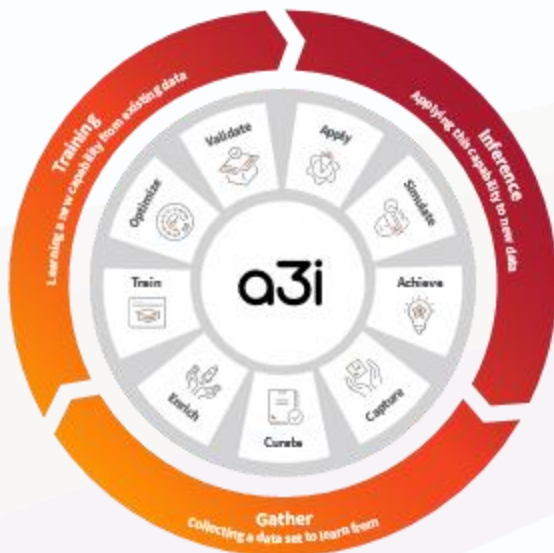 Training
Learning a new capability from existing data
Inference
Applying this capability to new data
Validate
Apply
Optimize
Simulate
Train
a3i
Achieve
Enrich
Curate
Capture
Gather
Collecting a data set to learn from